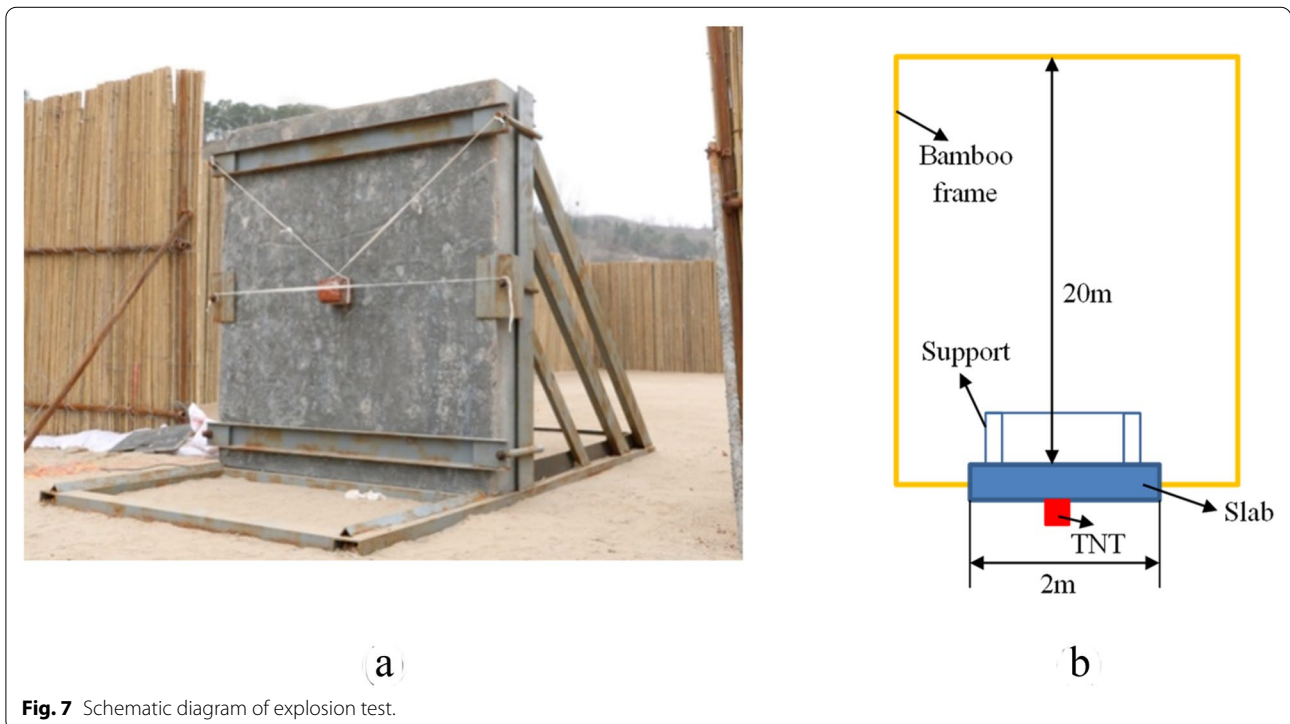 Bamboo
frame
20m
Support
Slab
TNT
2m
a
b
Fig. 7 Schematic diagram of explosion test.